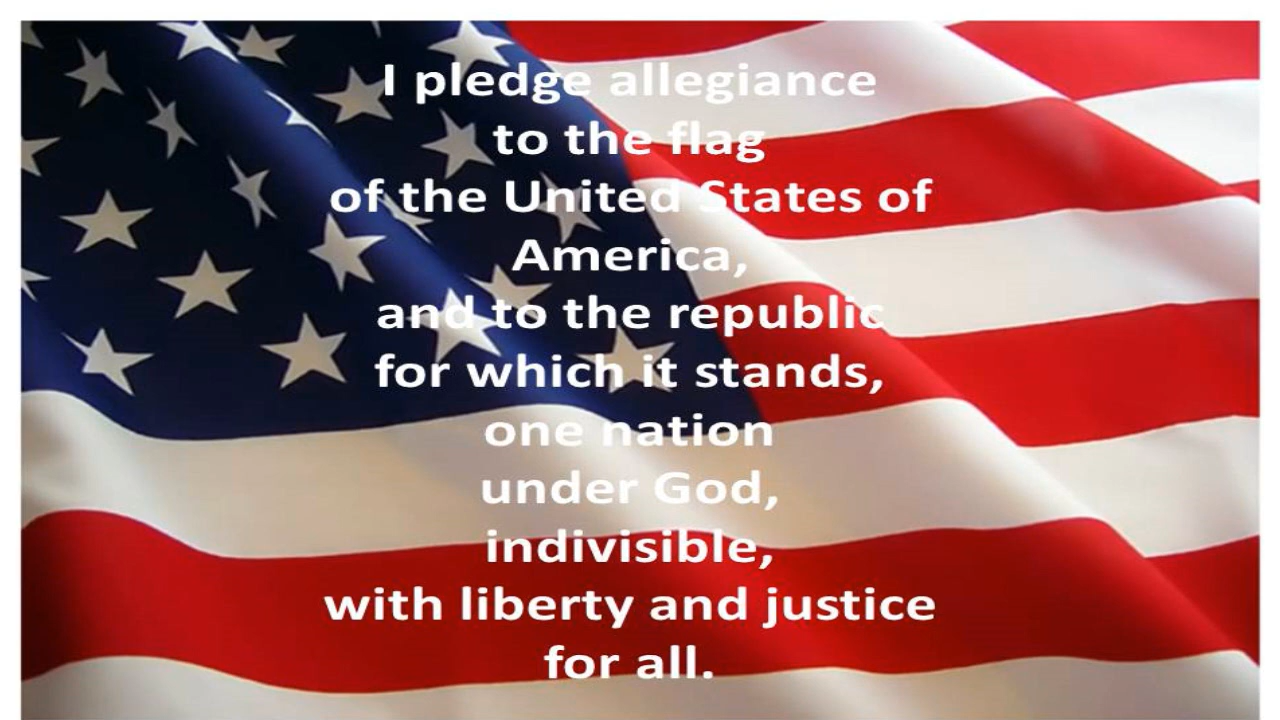 I pledge allegiance
to the flag
of the United States of
America,
and to the republic
for which it stands,
one nation
under God,
indivisible,
with liberty and justice
for all.